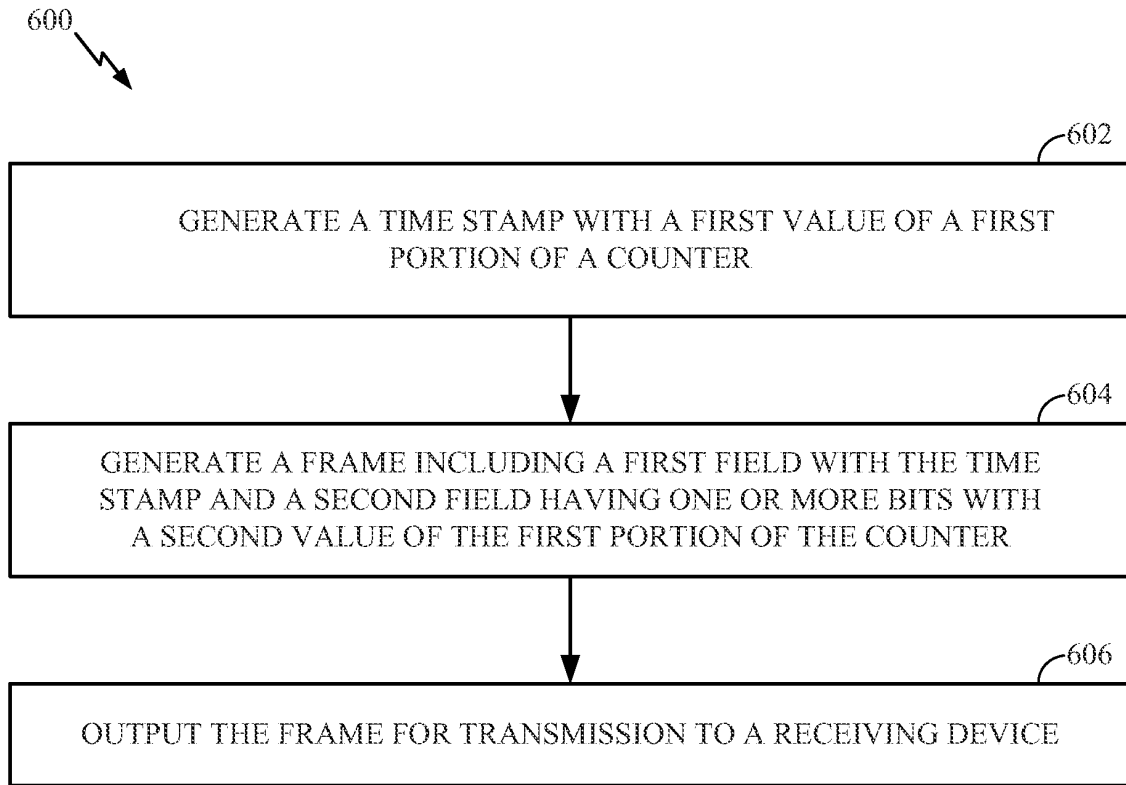 600
602
GENERATE A TIME STAMP WITH A FIRST VALUE OF A FIRST
PORTION OF A COUNTER
604
GENERATE A FRAME INCLUDING A FIRST FIELD WITH THE TIME
STAMP AND A SECOND FIELD HAVING ONE OR MORE BITS WITH
A SECOND VALUE OF THE FIRST PORTION OF THE COUNTER
606
OUTPUT THE FRAME FOR TRANSMISSION TO A RECEIVING DEVICE